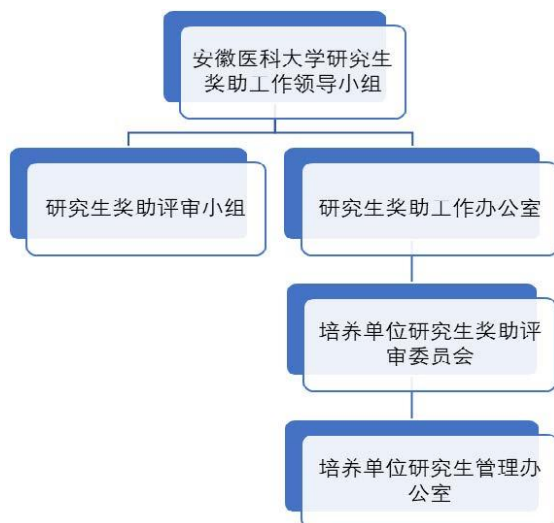 安徽医科大学研究生
奖助工作领导小组
研究生奖助评审小组
研究生奖助工作办公室
培养单位研究生奖助评
审委员会
培养单位研究生管理办
公室